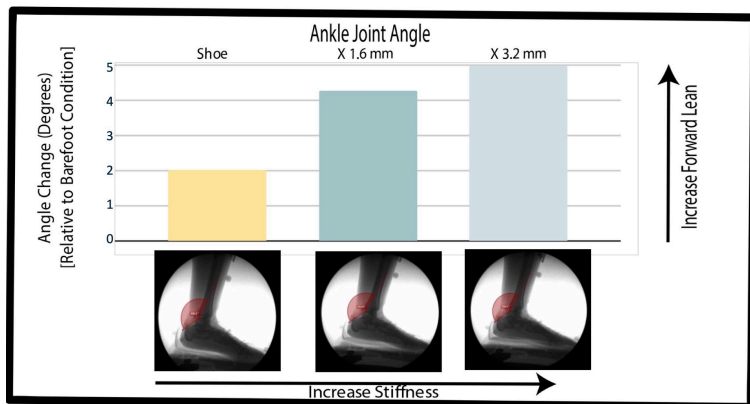 Ankle Joint Angle
Shoe
X 1.6 mm
X 3.2 mm
Angle Change (Degrees)
[Relative to Barefoot Condition]
5
4
3
2
1
0
Increase Forward Lean
Increase Stiffness